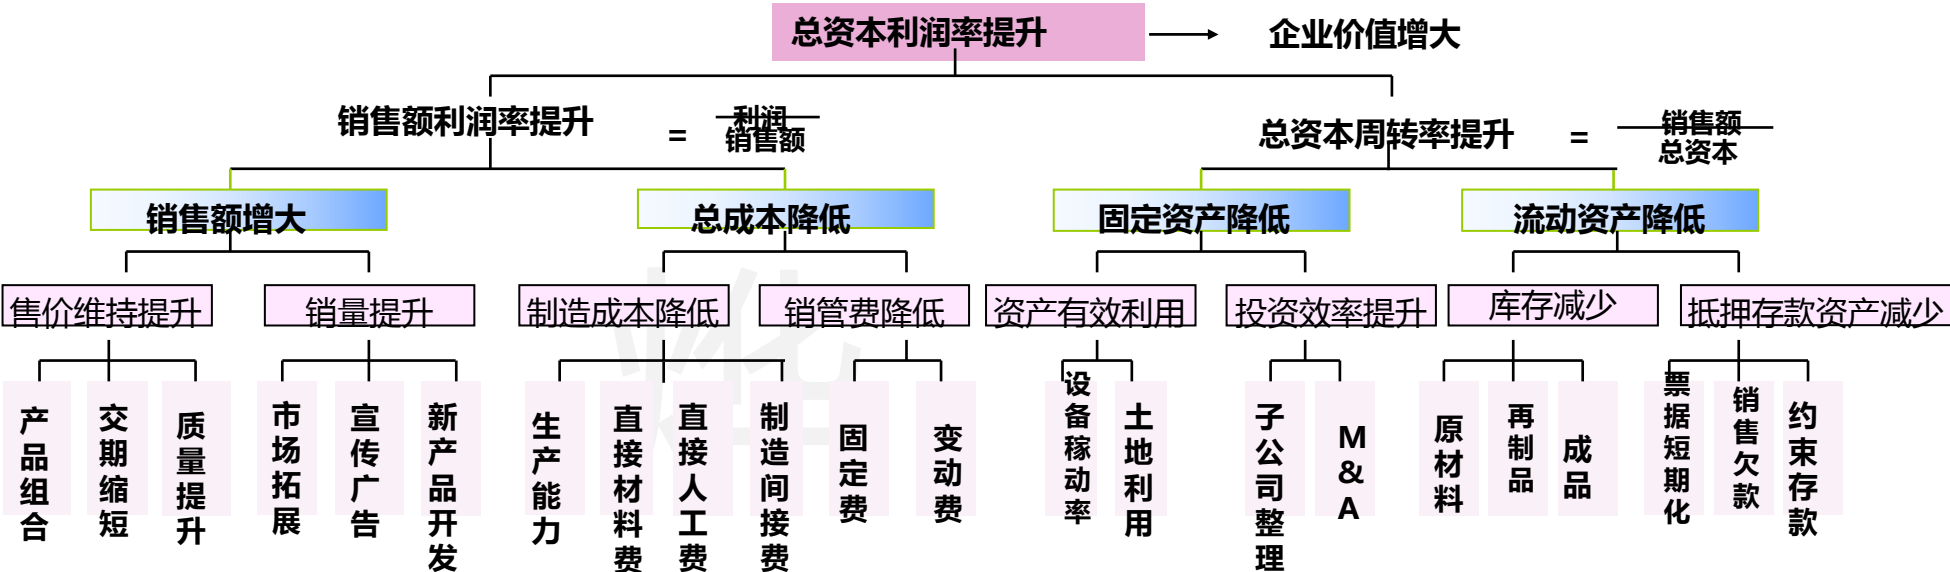 总资本利润率提升
企业价值增大
销售额利润率提升
=
利润
销售额
总资本周转率提升
=
销售额
总资本
销售额增大
总成本降低
固定资产降低
流动资产降低
售价维持提升
销量提升
制造成本降低
销管费降低
资产有效利用
投资效率提升
库存减少
抵押存款资产减少
产品组合
交期缩短
质量提升
市场拓展
宣传广告
新产品开发
生产能力
直接材料费
直接人工费
制造间接费
固定费
变动费
设备稼动率
土地利用
子公司整理
M&A
原材料
再制品
成品
票据短期化
销售欠款
约束存款